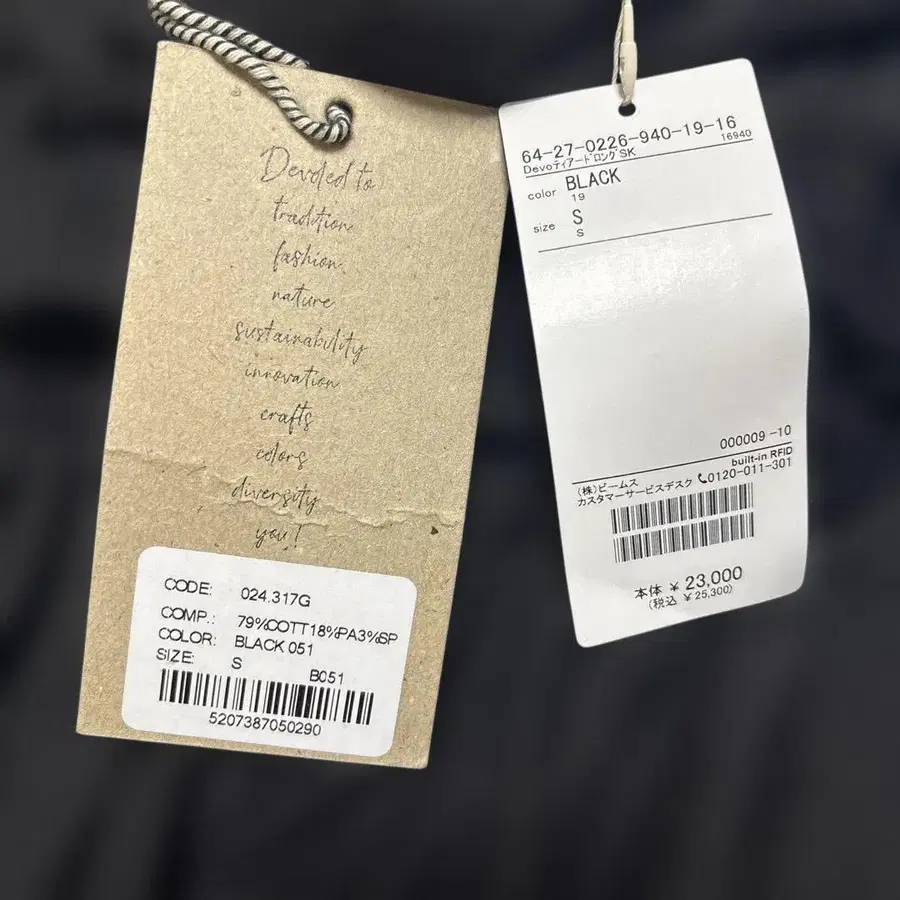 Devoted to
tradition
fashion
nature
sustainability
innovation
crafts
colors
diversity
you!
CODE: 024.317G
COMP.: 79%COTT18%PA3%SP
COLOR: BLACK 051
SIZE: S
B051
5207387050290
64-27-0226-940-19-16
16940
DevoティアードロングSK
color BLACK
19
size S
S
000009 -10
built-in RFID
(株)ビームス
カスタマーサービスデスク 0120-011-301
本体 ¥ 23,000
(税込 ¥ 25,300)